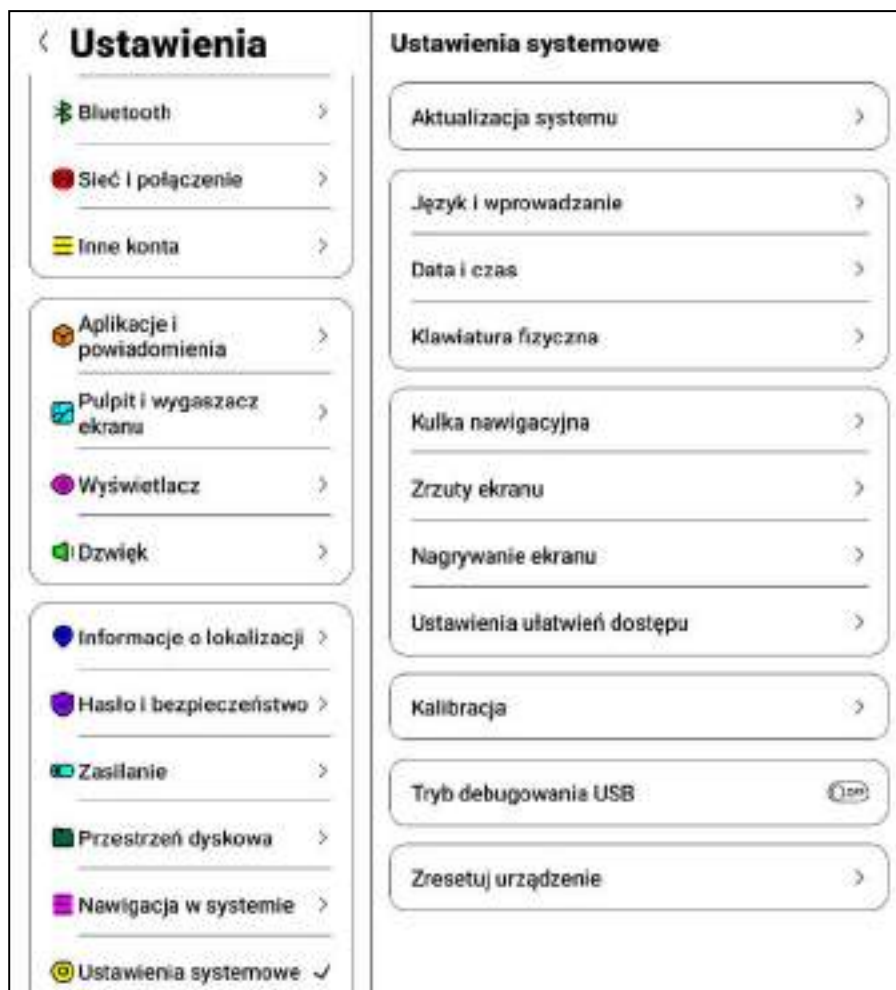 Ustawienia
Bluetooth
Sieć i połączenie
Inne konta
Aplikacje i
powiadomienia
Pulpit i wygaszacz
ekranu
Wyświetlacz
Dzwięk
Informacje o lokalizacji
Hasło i bezpieczeństwo
Zasilanie
Przestrzeń dyskowa
Nawigacja w systemie
Ustawienia systemowe
Ustawienia systemowe
Aktualizacja systemu
Język i wprowadzanie
Data i czas
Klawiatura fizyczna
Kulka nawigacyjna
Zrzuty ekranu
Nagrywanie ekranu
Ustawienia ułatwień dostępu
Kalibracja
Tryb debugowania USB
OFF
Zresetuj urządzenie